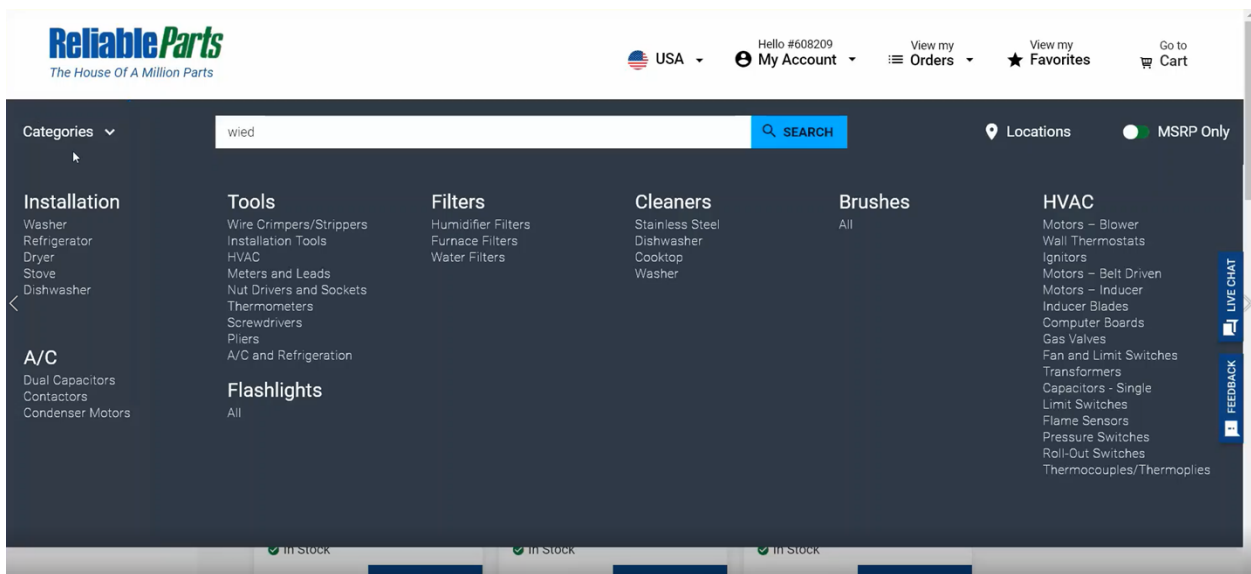 ReliableParts
The House Of A Million Parts
USA
Hello #608209
My Account
View my
Orders
View my
Favorites
Go to
Cart
Categories
wied
SEARCH
Locations
MSRP Only
Installation
Washer
Refrigerator
Dryer
Stove
Dishwasher
A/C
Dual Capacitors
Contactors
Condenser Motors
Tools
Wire Crimpers/Strippers
Installation Tools
HVAC
Meters and Leads
Nut Drivers and Sockets
Thermometers
Screwdrivers
Pliers
A/C and Refrigeration
Flashlights
All
Filters
Humidifier Filters
Furnace Filters
Water Filters
Cleaners
Stainless Steel
Dishwasher
Cooktop
Washer
Brushes
All
HVAC
Motors – Blower
Wall Thermostats
Ignitors
Motors – Belt Driven
Motors – Inducer
Inducer Blades
Computer Boards
Gas Valves
Fan and Limit Switches
Transformers
Capacitors - Single
Limit Switches
Flame Sensors
Pressure Switches
Roll-Out Switches
Thermocouples/Thermoplies
LIVE CHAT
FEEDBACK
In Stock
In Stock
In Stock